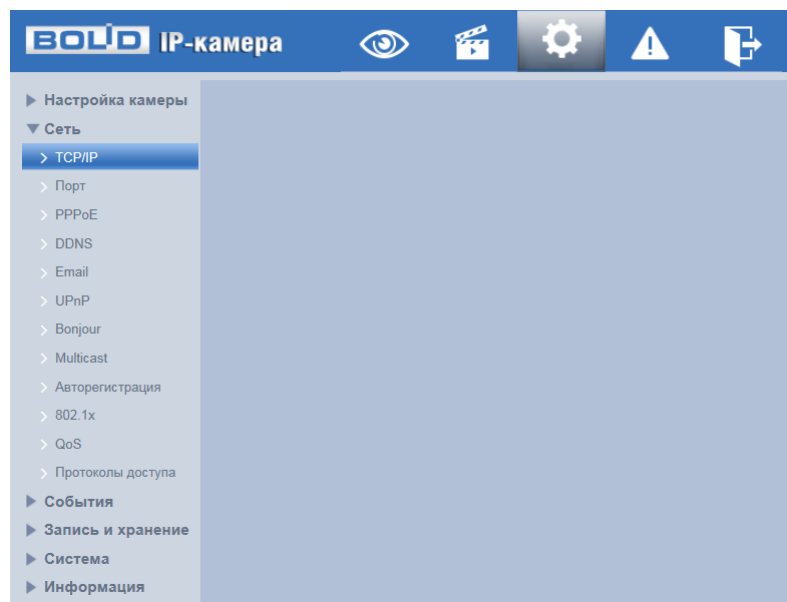 BOLID IP-камера
Настройка камеры
Сеть
TCP/IP
Порт
PPPoE
DDNS
Email
UPnP
Bonjour
Multicast
Авторегистрация
802.1x
QoS
Протоколы доступа
События
Запись и хранение
Система
Информация